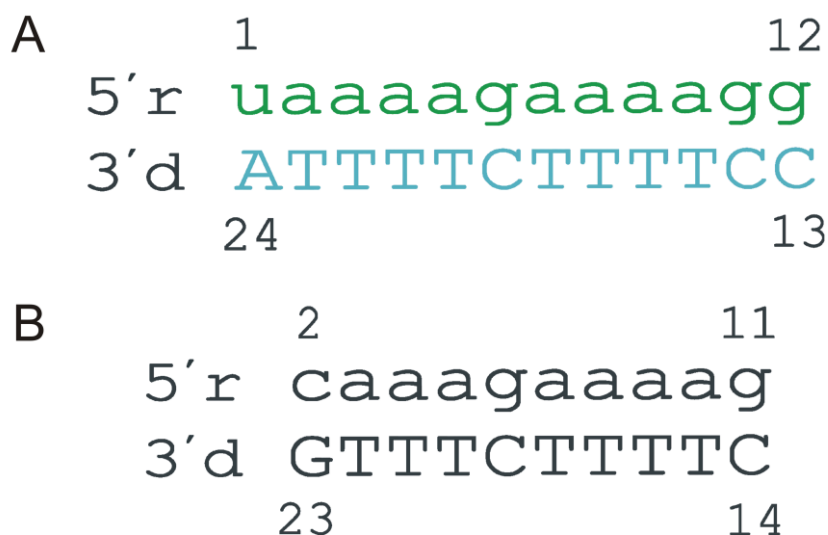 A 1 12
5´r uaaaagaaaagg
3´d ATTTTCTTTTCC
24 13
B 2 11
5´r caaagaaaag
3´d GTTTCTTTTC
23 14